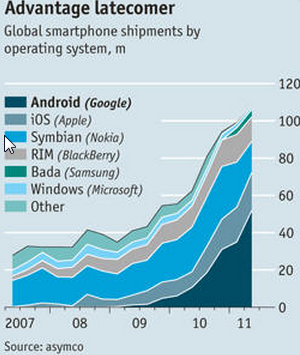 Advantage latecomer
Global smartphone shipments by
operating system, m
120
Android (Google)
iOS (Apple)
100
Symbian (Nokia)
RIM (BlackBerry)
80
Bada (Samsung)
Windows (Microsoft)
60
Other
40
20
0
2007 08 09 10 11
Source: asymco